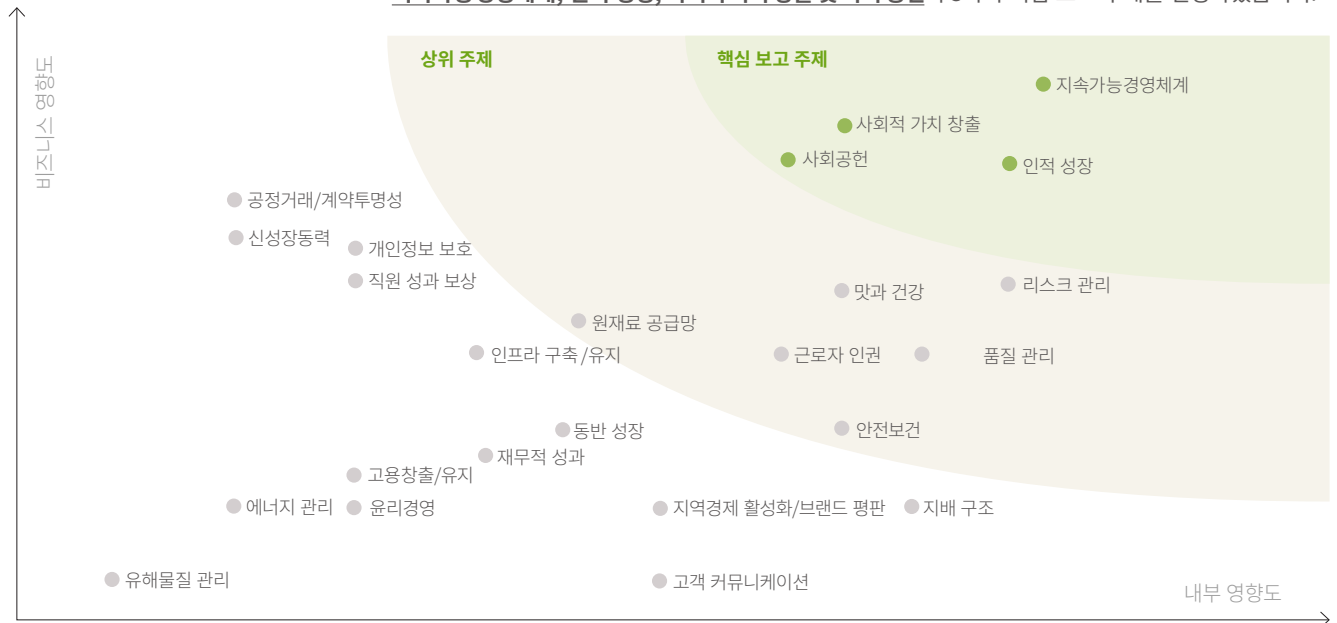 상위 주제
핵심 보고 주제
비즈니스 영향도
지속가능경영체계
사회적 가치 창출
사회공헌
인적 성장
공정거래/계약투명성
신성장동력
개인정보 보호
직원 성과 보상
맛과 건강
리스크 관리
원재료 공급망
인프라 구축/유지
근로자 인권
품질 관리
동반 성장
안전보건
재무적 성과
고용창출/유지
에너지 관리
윤리경영
지역경제 활성화/브랜드 평판
지배 구조
유해물질 관리
고객 커뮤니케이션
내부 영향도